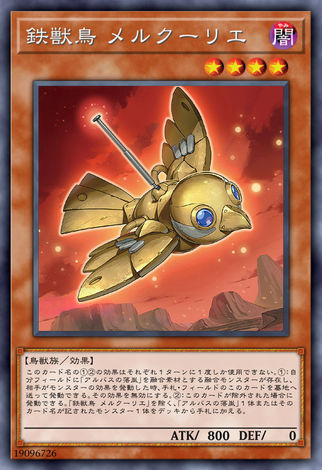 鉄獣鳥 メルクーリエ
闇
やみ
【鳥獣族／効果】
このカード名の①②の効果はそれぞれ１ターンに１度しか使用できない。①:自
分フィールドに「アルバスの落胤」を融合素材とする融合モンスターが存在し、
相手がモンスターの効果を発動した時、手札・フィールドのこのカードを墓地へ
送って発動できる。その効果を無効にする。②:このカードが除外された場合に
発動できる。「鉄獣鳥 メルクーリエ」を除く、「アルバスの落胤」１体またはその
カード名が記されたモンスター１体をデッキから手札に加える。
ATK/ 800 DEF/ 0
19096726